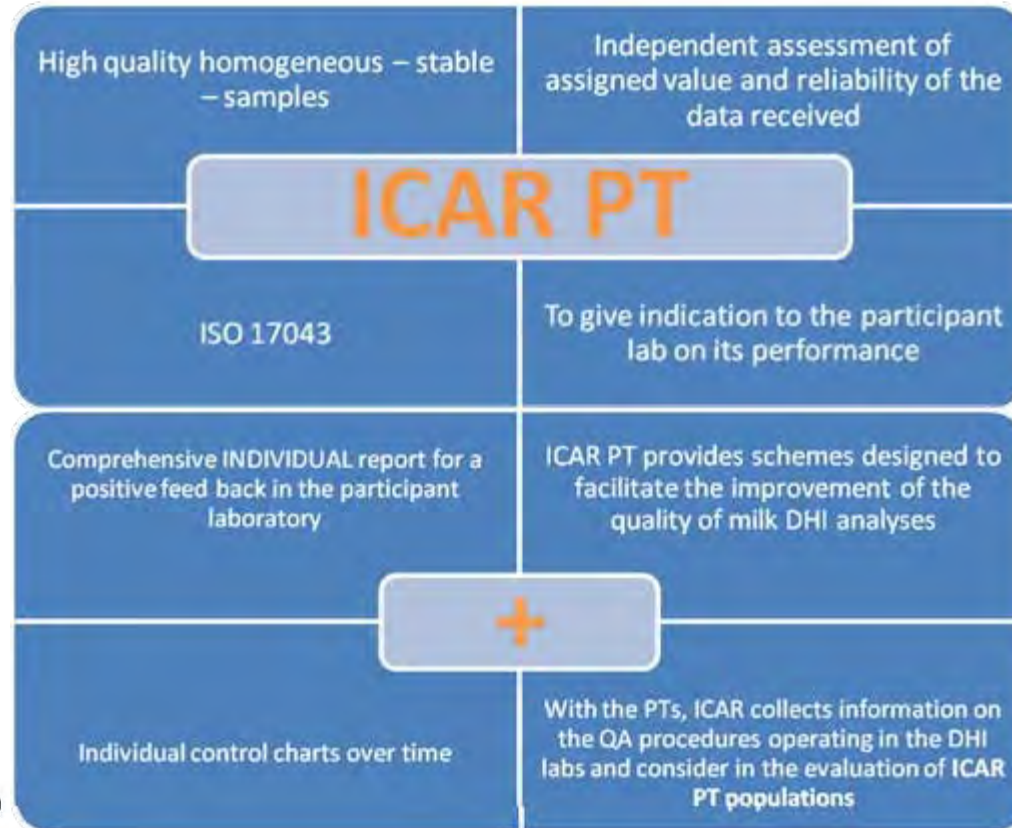 High quality homogeneous – stable
– samples
Independent assessment of
assigned value and reliability of the
data received
ICAR PT
ISO 17043
To give indication to the participant
lab on its performance
Comprehensive INDIVIDUAL report for a
positive feed back in the participant
laboratory
ICAR PT provides schemes designed to
facilitate the improvement of the
quality of milk DHI analyses
+
Individual control charts over time
With the PTs, ICAR collects information on
the QA procedures operating in the DHI
labs and consider in the evaluation of ICAR
PT populations